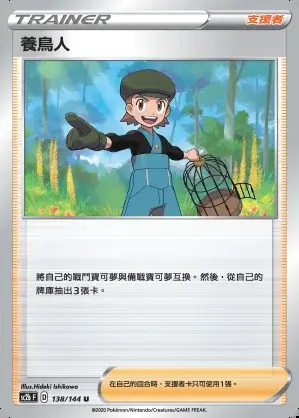 TRAINER
支援者
養鳥人
將自己的戰鬥寶可夢與備戰寶可夢互換。然後，從自己的
牌庫抽出3張卡。
Illus.Hideki Ishikawa
sc2b F D 138/144 U
在自己的回合時，支援者卡只可使用1張。
©2020 Pokémon/Nintendo/Creatures/GAME FREAK.